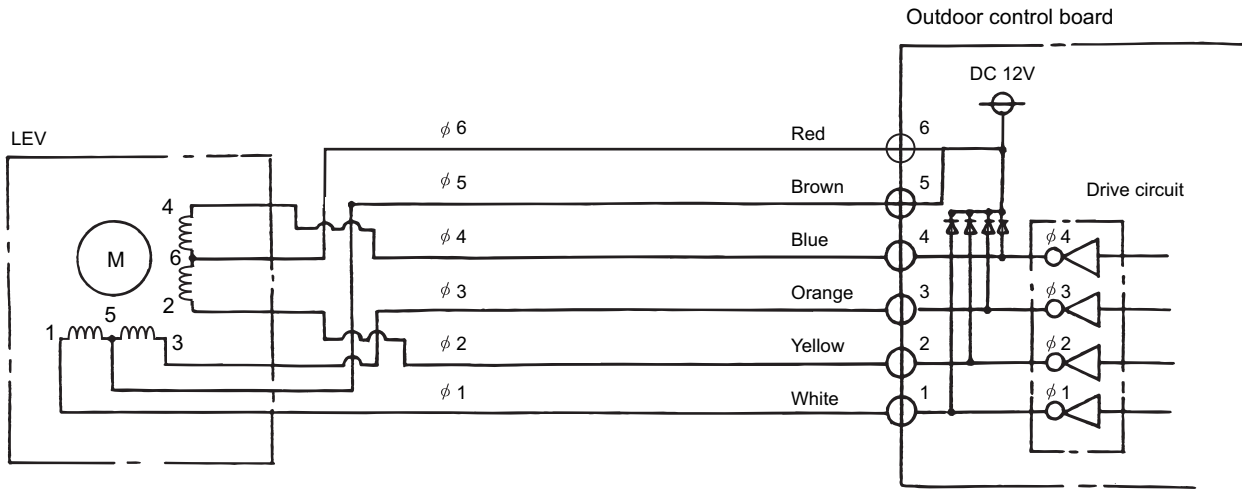 Outdoor control board
DC 12V
LEV
ϕ 6 Red 6
ϕ 5 Brown 5
Drive circuit
4
ϕ 4 Blue 4 ϕ 4
M 6
ϕ 3 Orange 3 ϕ 3
2
5
1 3
ϕ 2 Yellow 2 ϕ 2
ϕ 1 White 1 ϕ 1